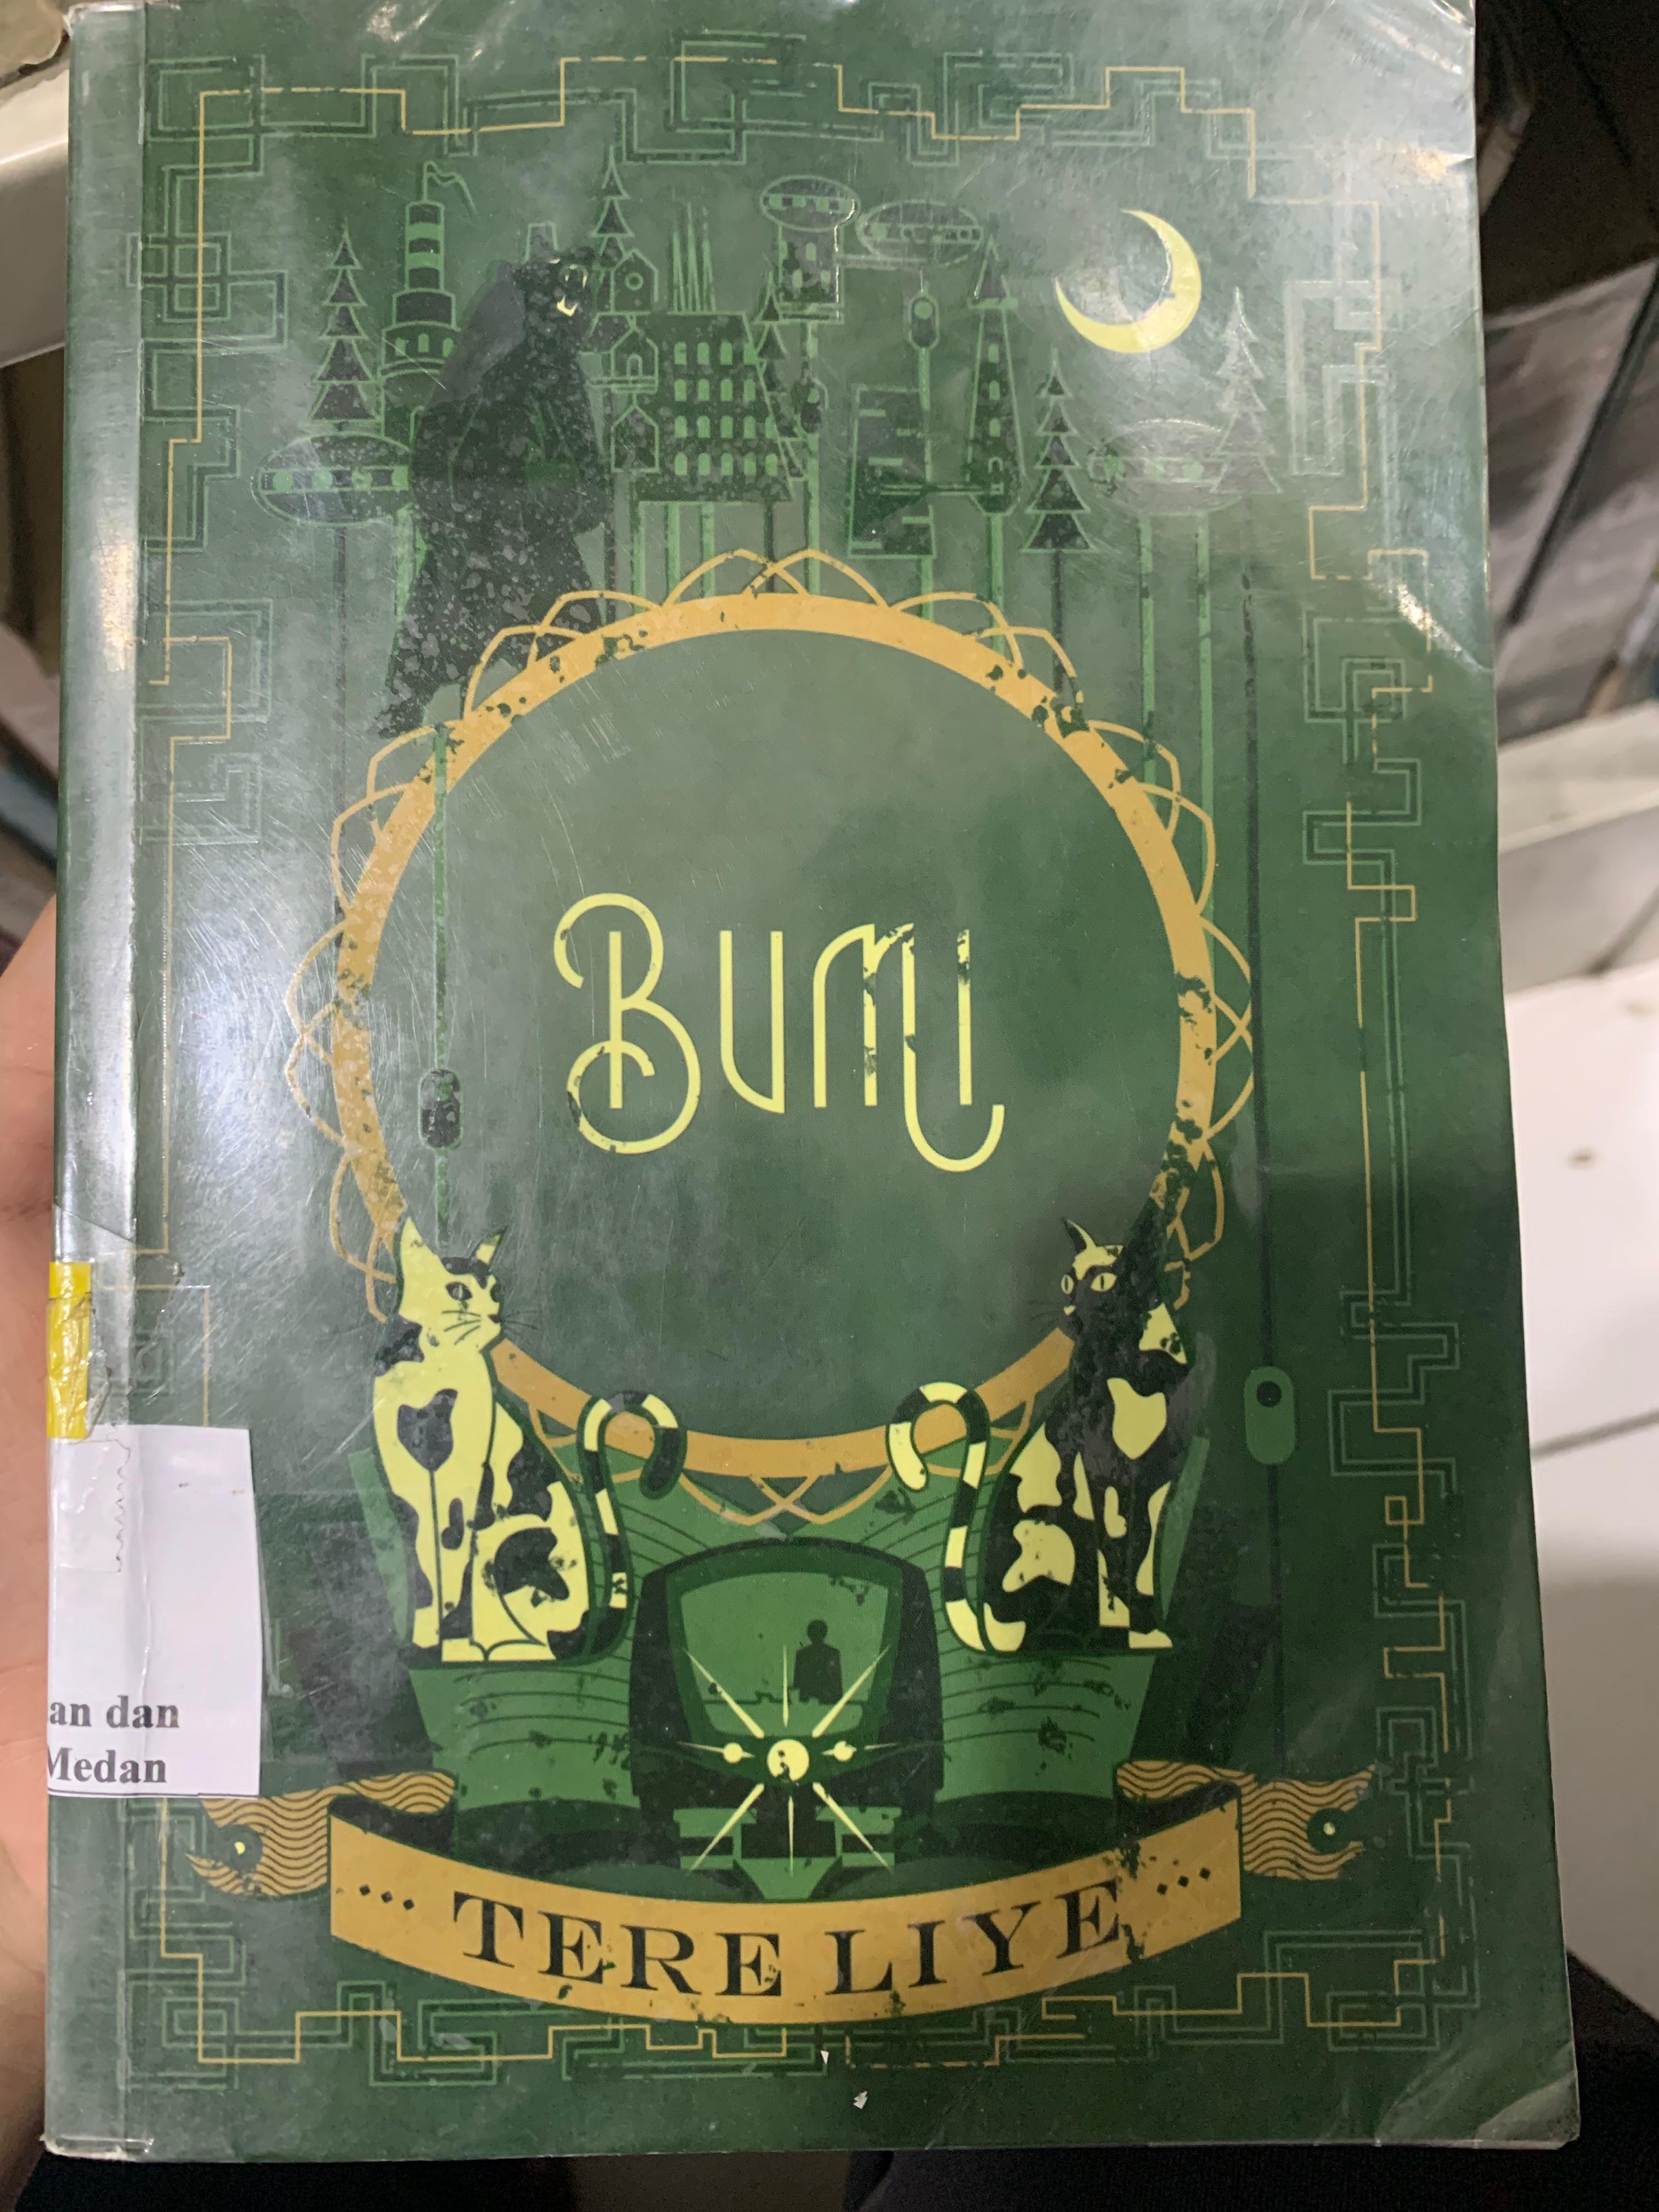 BUMI
an dan
Medan
TERE LIYE